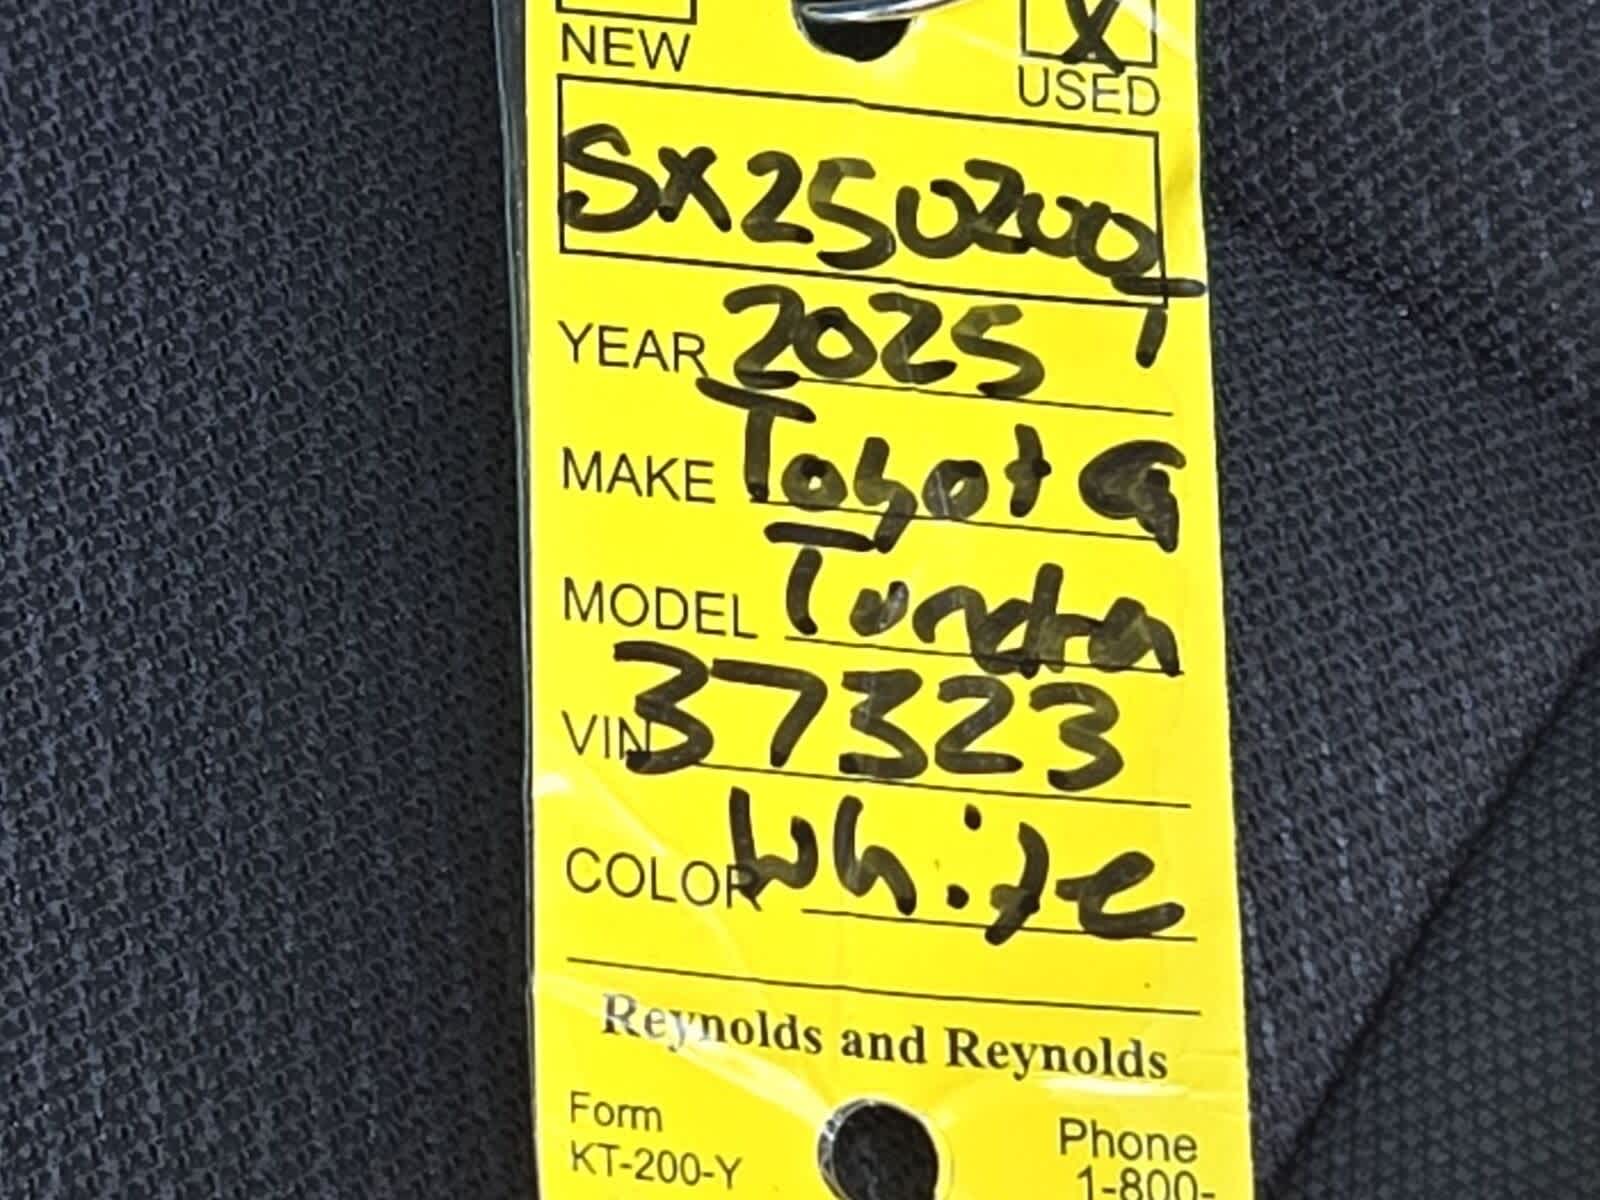 NEW
X
USED
SX250200T
YEAR 2025
MAKE Toyota
MODEL Tundra
VIN 37323
COLOR White
Reynolds and Reynolds
Form
KT-200-Y
Phone
1-800-